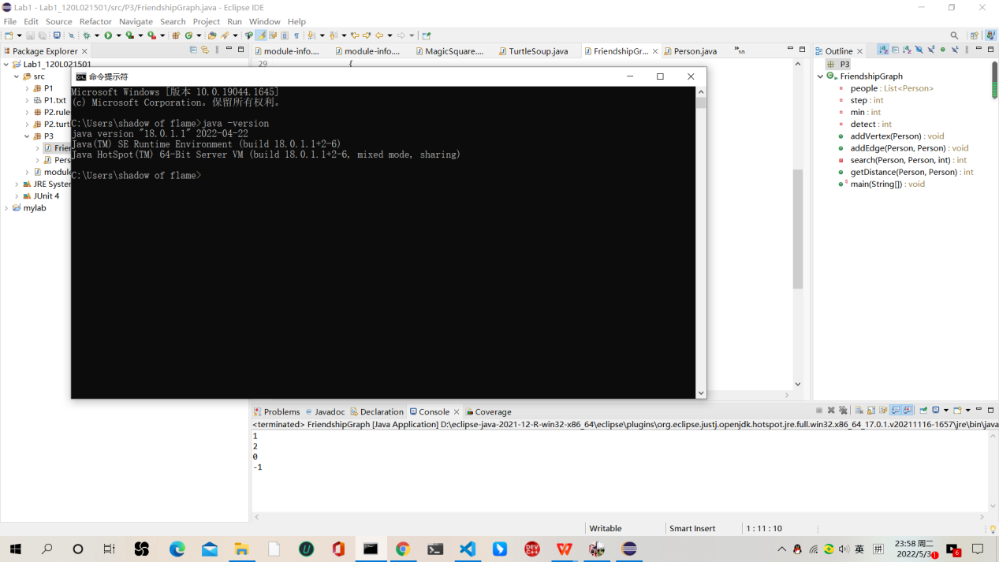 Lab1 - Lab1_120L021501/src/P3/FriendshipGraph.java - Eclipse IDE
File Edit Source Refactor Navigate Search Project Run Window Help
Package Explorer
Lab1_120L021501
src
P1
P1.txt
P2.rule
P2.turt
P3
Frien
Pers
module
JRE System
JUnit 4
mylab
module-info.... module-info.... MagicSquare.... TurtleSoup.java FriendshipGr... Person.java »10
29 {
命令提示符
Microsoft Windows [版本 10.0.19044.1645]
(c) Microsoft Corporation。保留所有权利。
C:\Users\shadow of flame>java -version
java version "18.0.1.1" 2022-04-22
Java(TM) SE Runtime Environment (build 18.0.1.1+2-6)
Java HotSpot(TM) 64-Bit Server VM (build 18.0.1.1+2-6, mixed mode, sharing)
C:\Users\shadow of flame>
Outline
P3
FriendshipGraph
people : List<Person>
step : int
min : int
detect : int
addVertex(Person) : void
addEdge(Person, Person) : void
search(Person, Person, int) : int
getDistance(Person, Person) : int
main(String[]) : void
Problems Javadoc Declaration Console Coverage
<terminated> FriendshipGraph [Java Application] D:\eclipse-java-2021-12-R-win32-x86_64\eclipse\plugins\org.eclipse.justj.openjdk.hotspot.jre.full.win32.x86_64_17.0.1.v20211116-1657\jre\bin\java
1
2
0
-1
Writable Smart Insert 1 : 11 : 10
英 拼 23:58 周二
2022/5/3
1
6